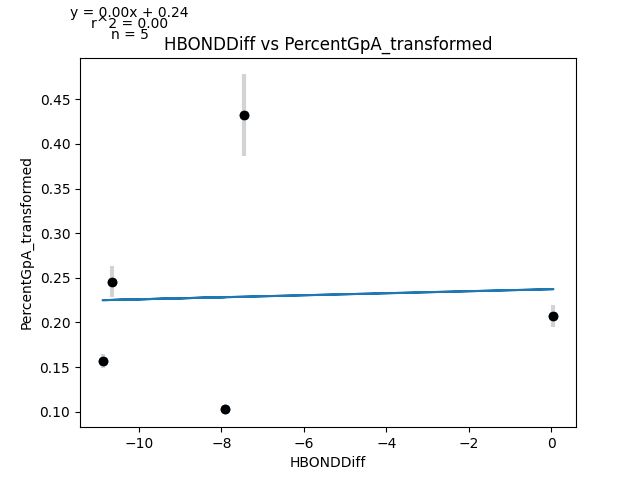 y = 0.00x + 0.24
r^2 = 0.00
n = 5
HBONDDiff vs PercentGpA_transformed
PercentGpA_transformed
0.45
0.40
0.35
0.30
0.25
0.20
0.15
0.10
−10
−8
−6
−4
−2
0
HBONDDiff